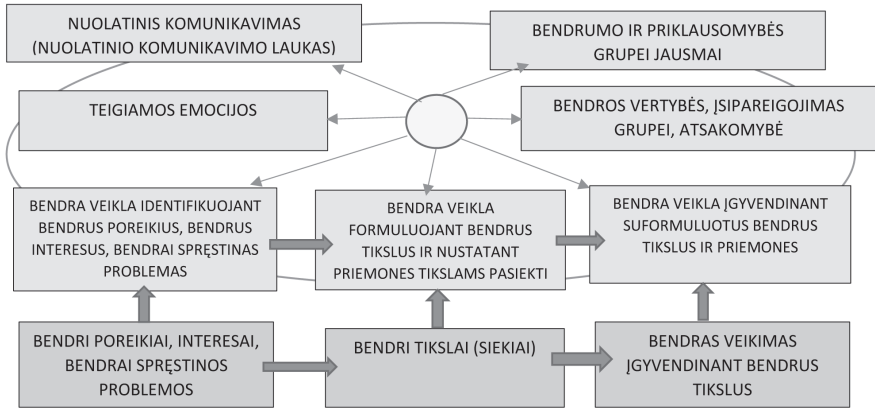 NUOLATINIS KOMUNIKAVIMAS
(NUOLATINIO KOMUNIKAVIMO LAUKAS)
BENDRUMO IR PRIKLAUSOMYBĖS
GRUPEI JAUSMAI
TEIGIAMOS EMOCIJOS
BENDROS VERTYBĖS, ĮSIPAREIGOJIMAS
GRUPEI, ATSAKOMYBĖ
BENDRA VEIKLA IDENTIFIKUOJANT
BENDRUS POREIKIUS, BENDRUS
INTERESUS, BENDRAI SPRĘSTINAS
PROBLEMAS
BENDRA VEIKLA
FORMULUOJANT BENDRUS
TIKSLUS IR NUSTATANT
PRIEMONES TIKSLAMS PASIEKTI
BENDRA VEIKLA ĮGYVENDINANT
SUFORMULUOTUS BENDRUS
TIKSLUS IR PRIEMONES
BENDRI POREIKIAI, INTERESAI,
BENDRAI SPRĘSTINOS
PROBLEMOS
BENDRI TIKSLAI (SIEKIAI)
BENDRAS VEIKIMAS
ĮGYVENDINANT BENDRUS
TIKSLUS